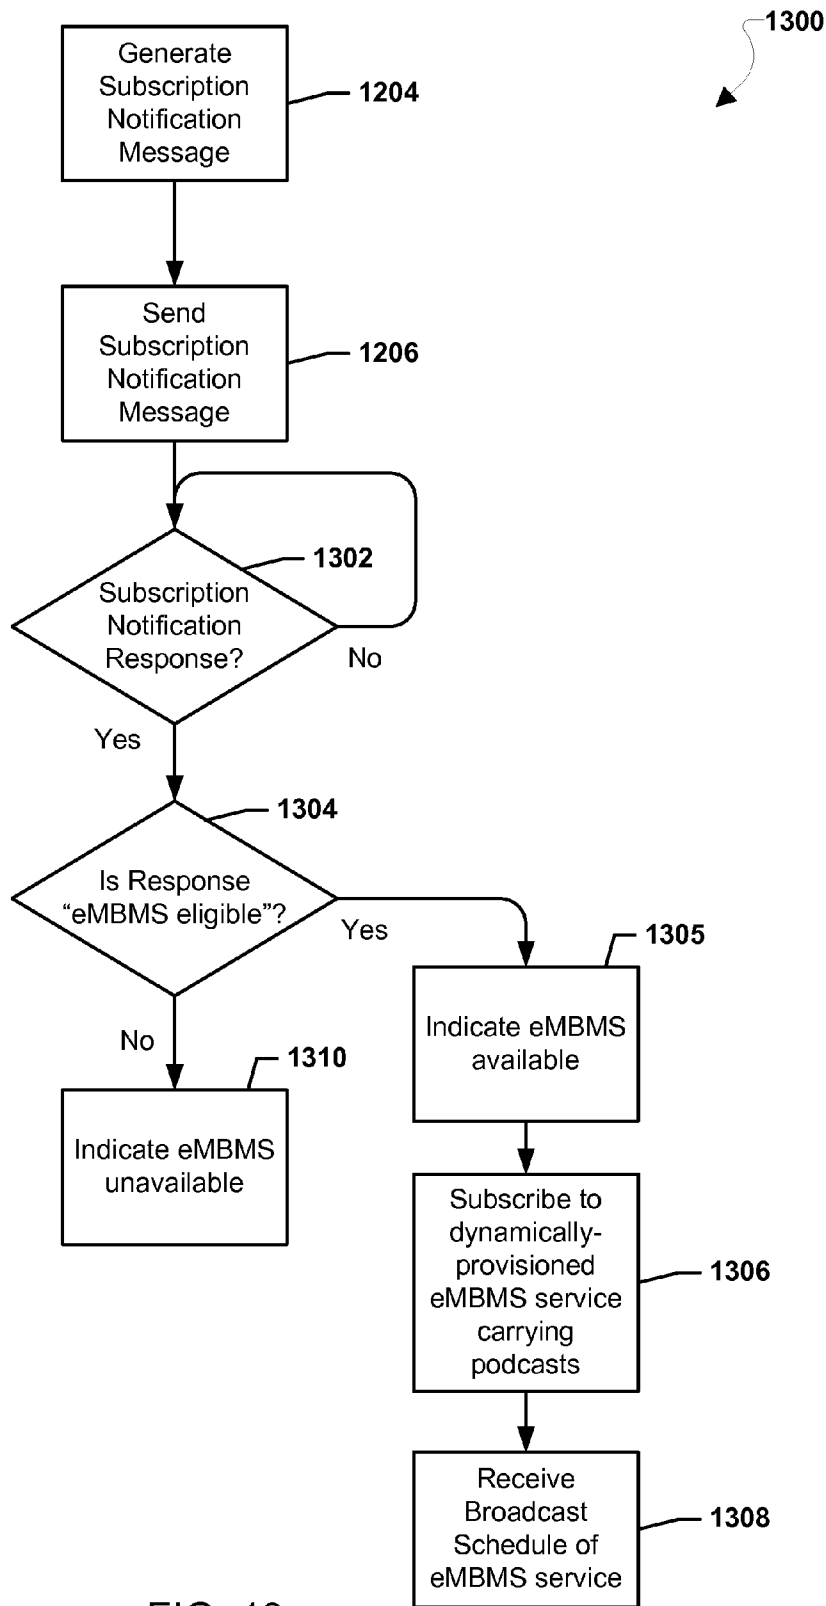 1300
Generate
Subscription
Notification
Message
1204
Send
Subscription
Notification
Message
1206
1302
Subscription
Notification
Response?
No
Yes
1304
Is Response
“eMBMS eligible”?
Yes
No
1305
Indicate eMBMS
available
1310
Indicate eMBMS
unavailable
Subscribe to
dynamically-
provisioned
eMBMS service
carrying
podcasts
1306
Receive
Broadcast
Schedule of
eMBMS service
1308
FIG.